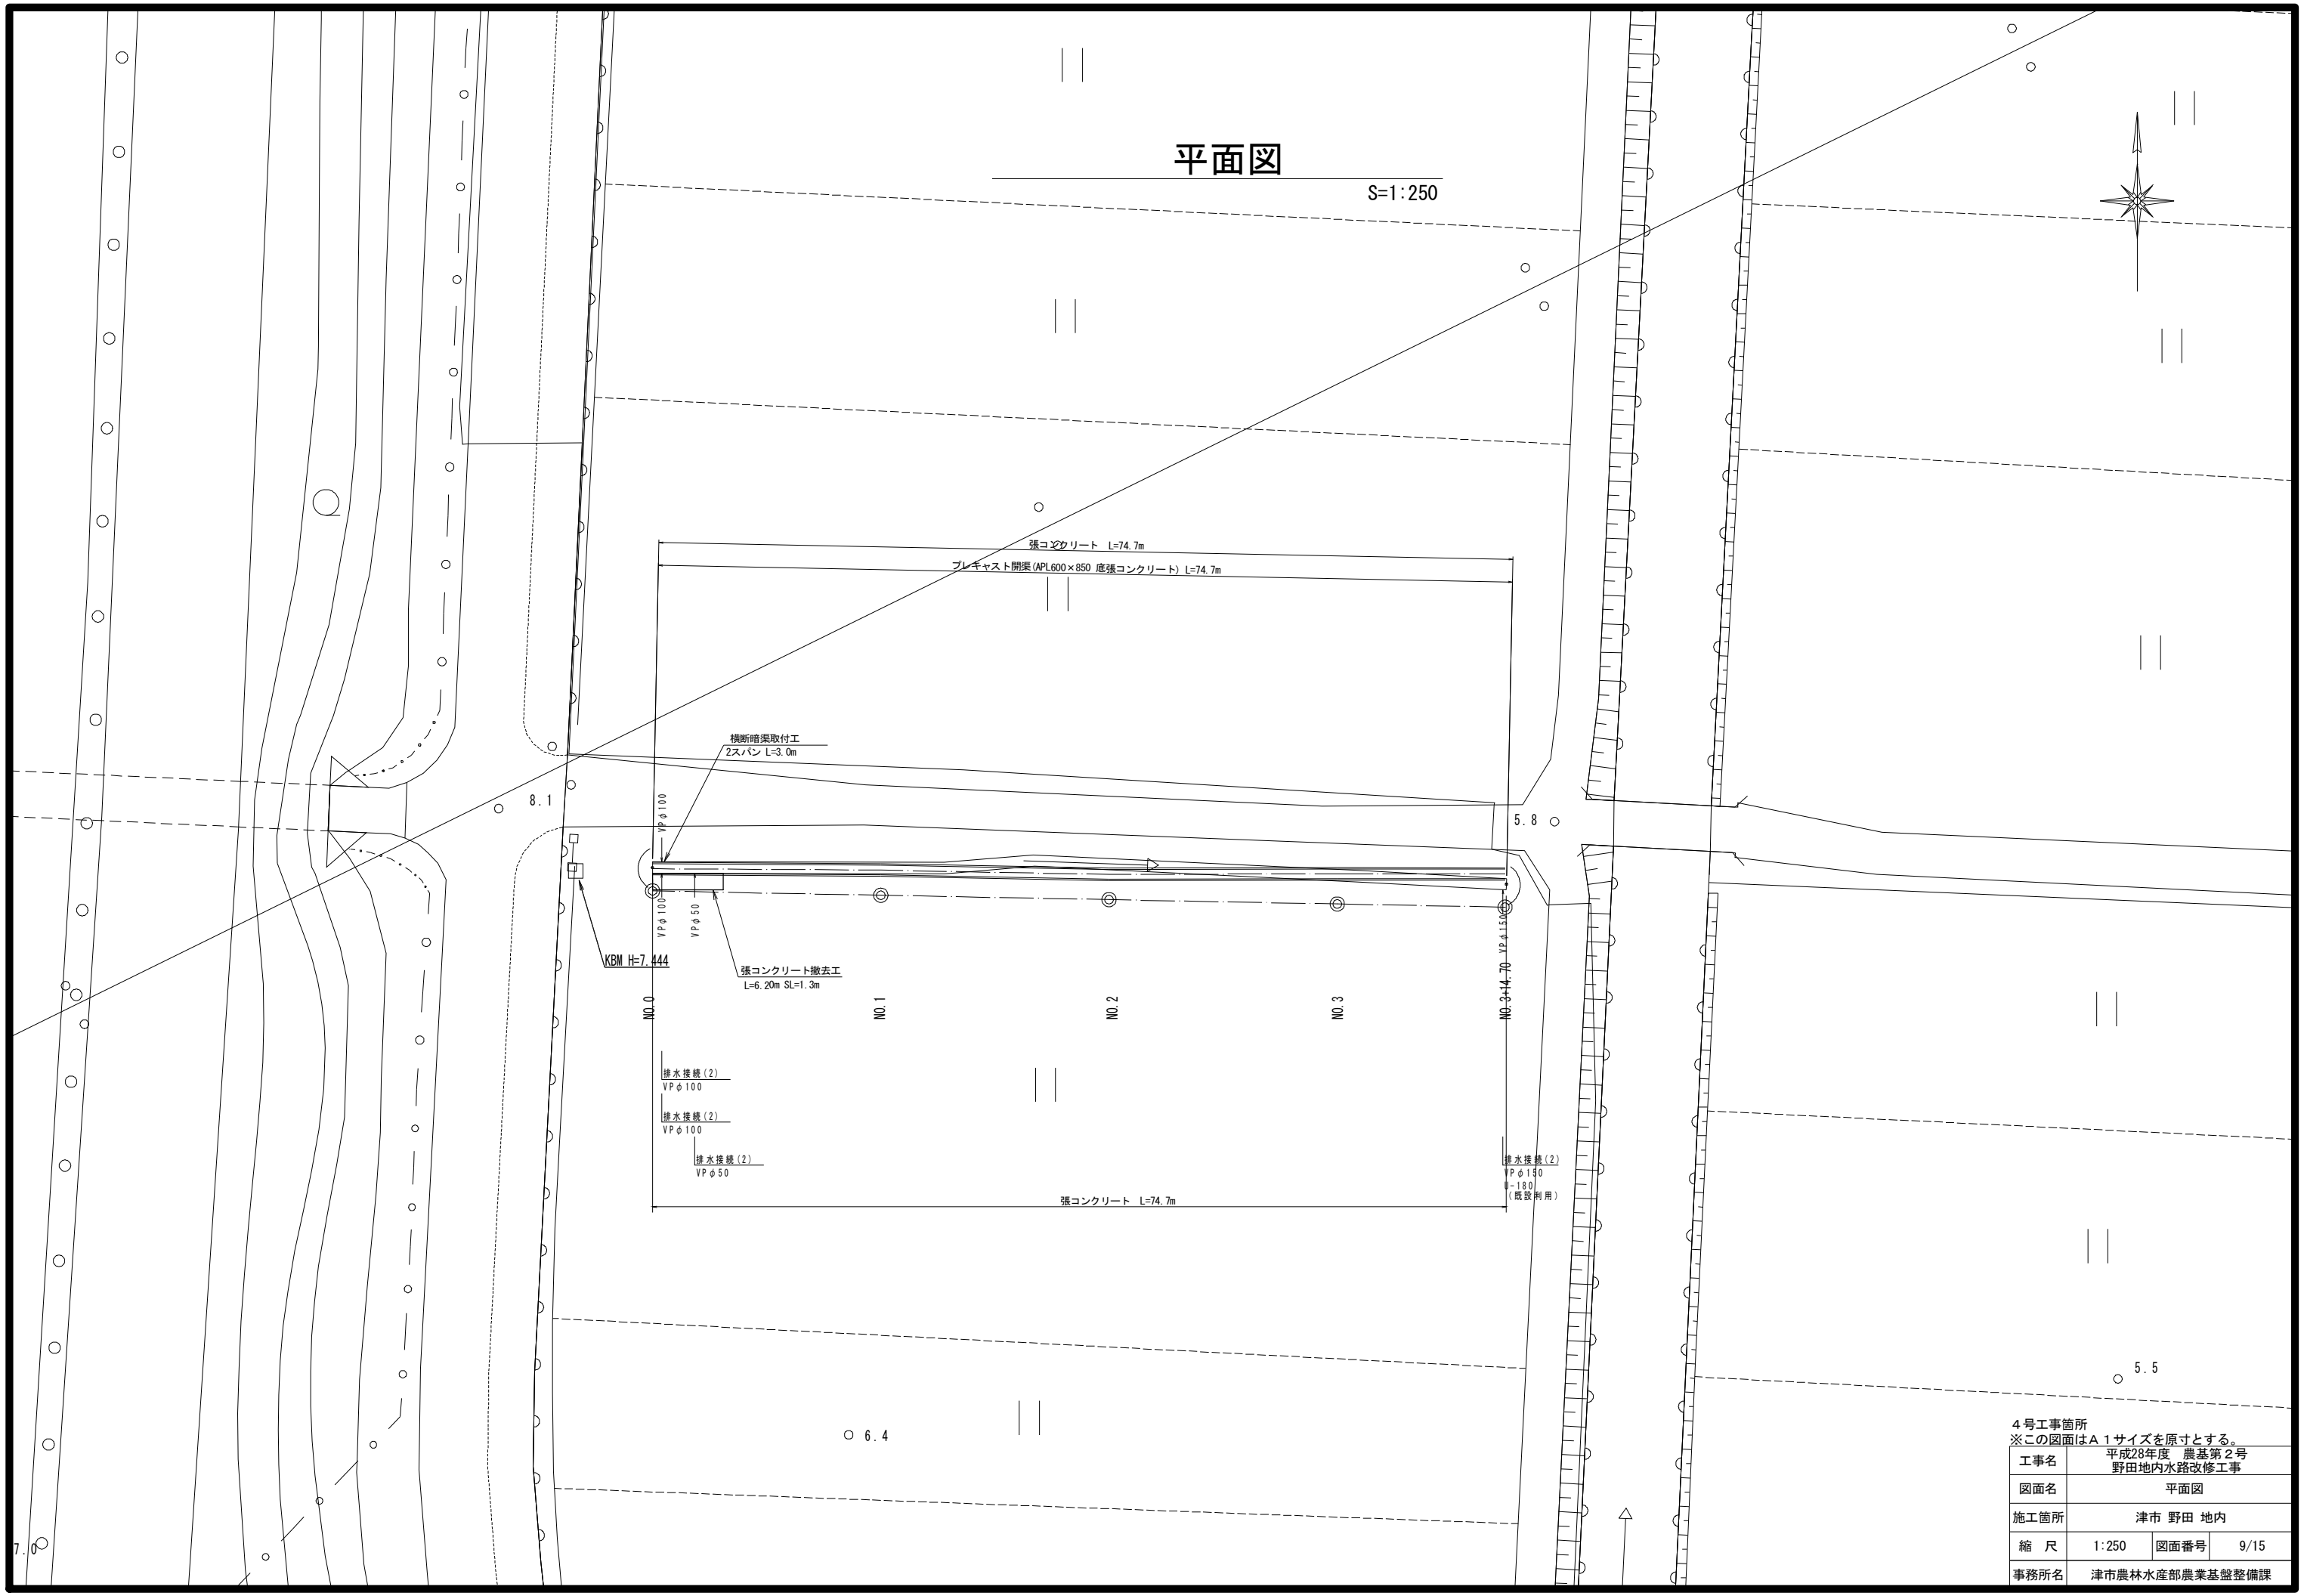 平面図
S=1:250
張コンクリート L=74.7m
プレキャスト開渠(APL600×850 底張コンクリート) L=74.7m
横断暗渠取付工
2スパン L=3.0m
VPφ100
8.1
5.8
VPφ100
VPφ50
VPφ150
KBM H=7.444
張コンクリート撤去工
L=6.20m SL=1.3m
NO.0
NO.1
NO.2
NO.3
NO.3+14.70
排水接続(2)
VPφ100
排水接続(2)
VPφ100
排水接続(2)
VPφ50
排水接続(2)
VPφ150
U-180
(既設利用)
張コンクリート L=74.7m
5.5
6.4
7.0
4号工事箇所
※この図面はA1サイズを原寸とする。
工事名 平成28年度 農基第2号
野田地内水路改修工事
図面名 平面図
施工箇所 津市 野田 地内
縮 尺 1:250 図面番号 9/15
事務所名 津市農林水産部農業基盤整備課